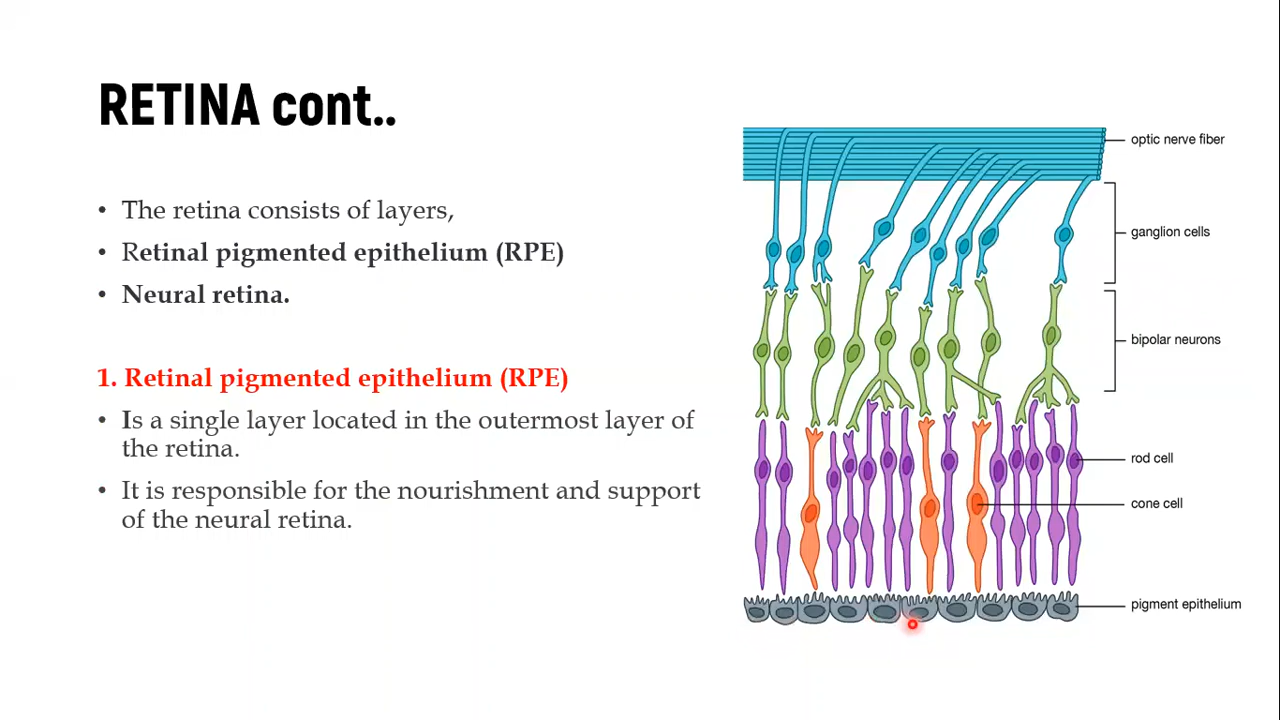 RETINA cont..
• The retina consists of layers,
• Retinal pigmented epithelium (RPE)
• Neural retina.
1. Retinal pigmented epithelium (RPE)
• Is a single layer located in the outermost layer of
the retina.
• It is responsible for the nourishment and support
of the neural retina.
optic nerve fiber
ganglion cells
bipolar neurons
rod cell
cone cell
pigment epithelium